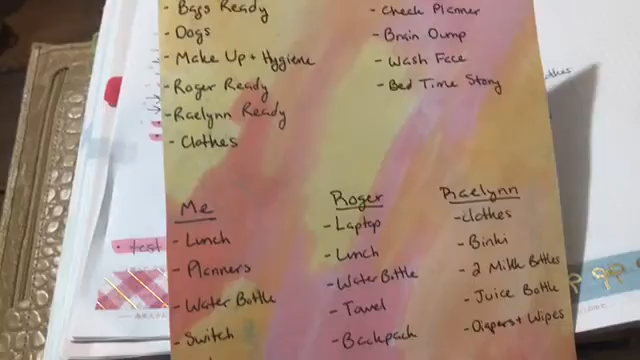 - Bags Ready
- Dogs
- Make Up + Hygiene
- Roger Ready
- Raelynn Ready
- Clothes
- Check Planner
- Brain Dump
- Wash Face
- Bed Time Story
Me
- Lunch
- Planners
- Water Bottle
- Switch
Roger
- Laptop
- Lunch
- Water Bottle
- Towel
- Backpack
Raelynn
- Clothes
- Binki
- 2 Milk Bottles
- Juice Bottle
- Diapers + Wipes